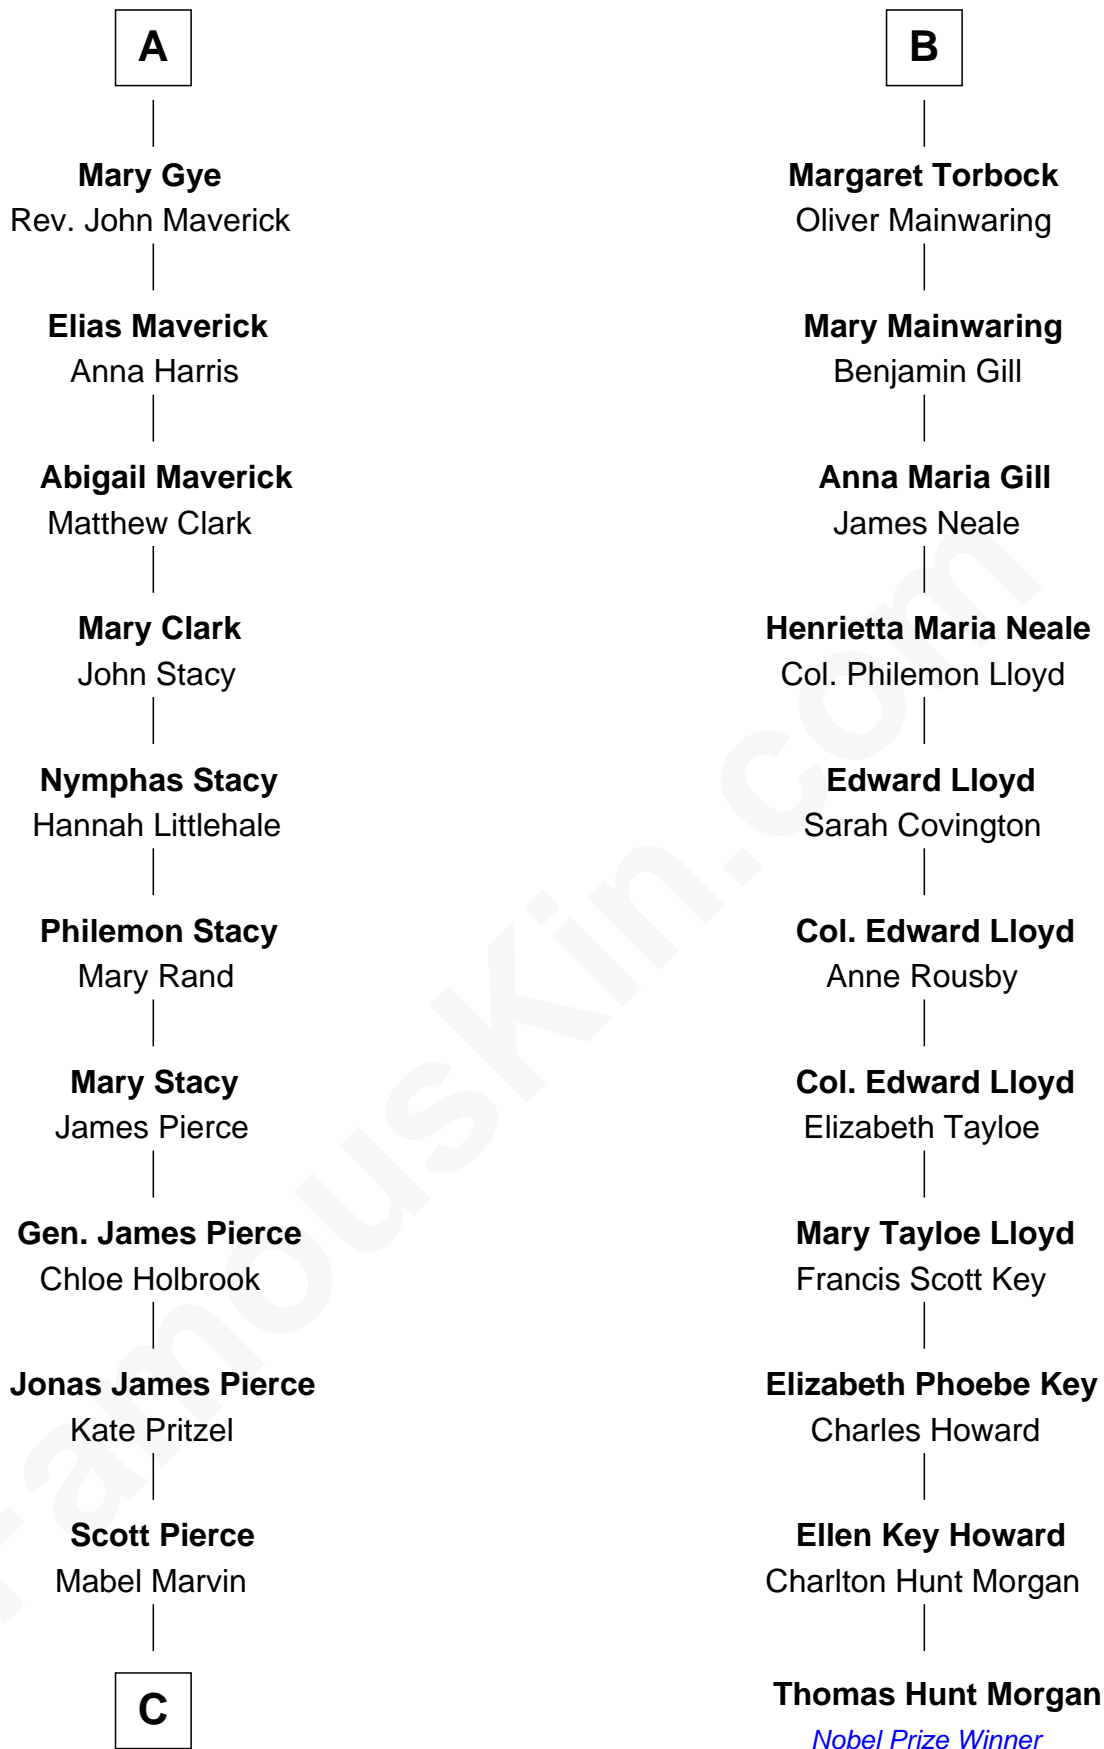 A
Mary Gye
Rev. John Maverick
Elias Maverick
Anna Harris
Abigail Maverick
Matthew Clark
Mary Clark
John Stacy
Nymphas Stacy
Hannah Littlehale
Philemon Stacy
Mary Rand
Mary Stacy
James Pierce
Gen. James Pierce
Chloe Holbrook
Jonas James Pierce
Kate Pritzel
Scott Pierce
Mabel Marvin
C
B
Margaret Torbock
Oliver Mainwaring
Mary Mainwaring
Benjamin Gill
Anna Maria Gill
James Neale
Henrietta Maria Neale
Col. Philemon Lloyd
Edward Lloyd
Sarah Covington
Col. Edward Lloyd
Anne Rousby
Col. Edward Lloyd
Elizabeth Tayloe
Mary Tayloe Lloyd
Francis Scott Key
Elizabeth Phoebe Key
Charles Howard
Ellen Key Howard
Charlton Hunt Morgan
Thomas Hunt Morgan
Nobel Prize Winner
FamousKin.com